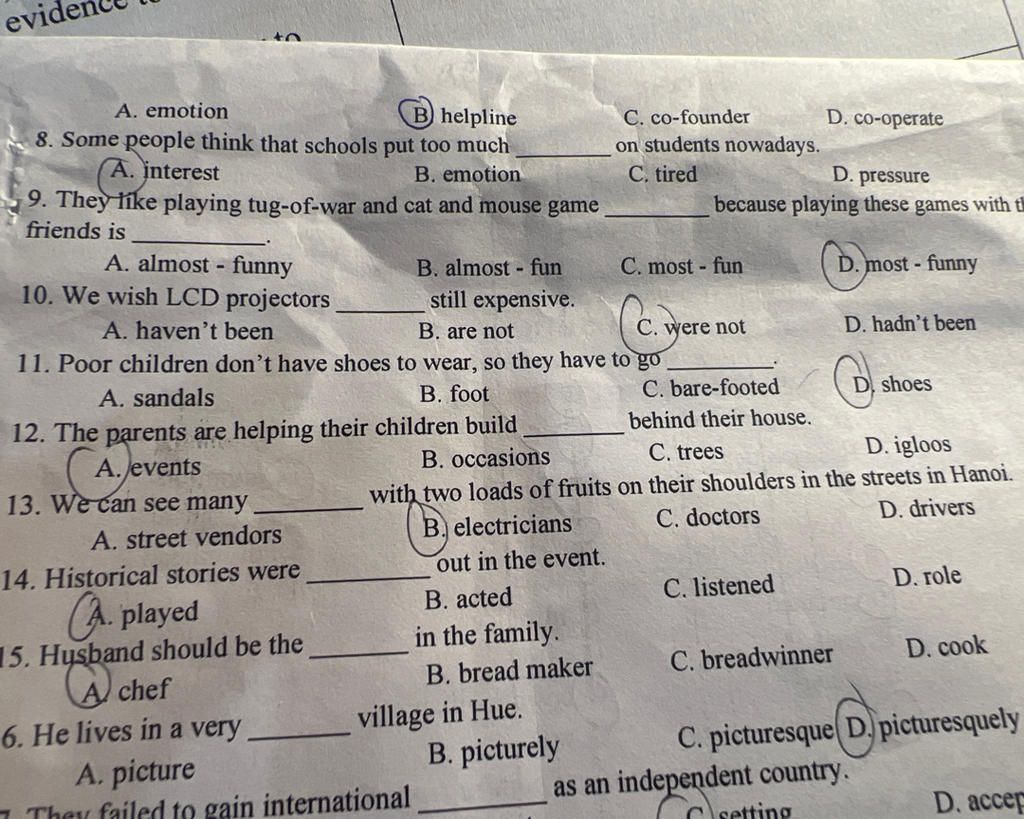 evidence
to
A. emotion B helpline C. co-founder D. co-operate
8. Some people think that schools put too much ________ on students nowadays.
A. interest B. emotion C. tired D. pressure
9. They like playing tug-of-war and cat and mouse game ________ because playing these games with
friends is ________.
A. almost - funny B. almost - fun C. most - fun D. most - funny
10. We wish LCD projectors ________ still expensive.
A. haven't been B. are not C. were not D. hadn't been
11. Poor children don't have shoes to wear, so they have to go ________.
A. sandals B. foot C. bare-footed D. shoes
12. The parents are helping their children build ________ behind their house.
A. events B. occasions C. trees D. igloos
13. We can see many ________ with two loads of fruits on their shoulders in the streets in Hanoi.
A. street vendors B. electricians C. doctors D. drivers
14. Historical stories were ________ out in the event.
A. played B. acted C. listened D. role
15. Husband should be the ________ in the family.
A chef B. bread maker C. breadwinner D. cook
6. He lives in a very ________ village in Hue.
A. picture B. picturely C. picturesque D. picturesquely
They failed to gain international ________ as an independent country.
C setting D. accep